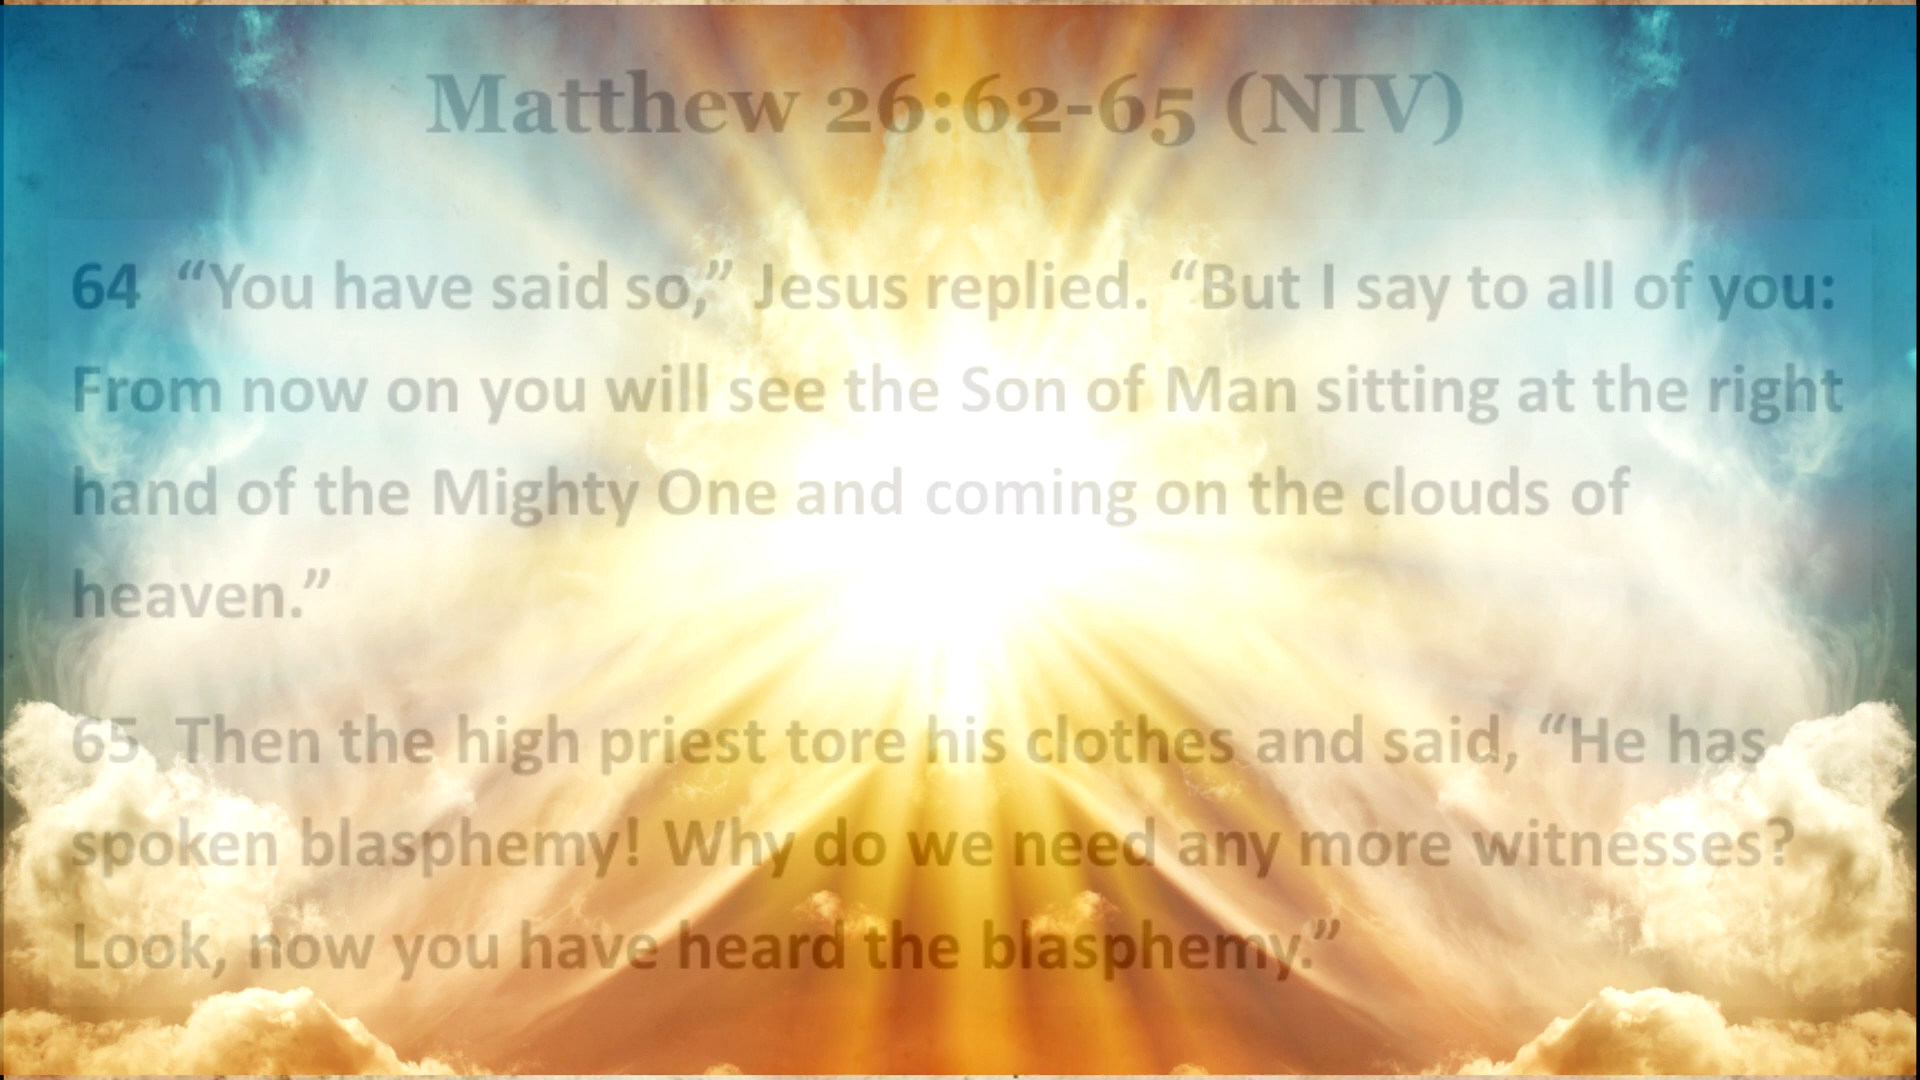 Matthew 26:62-65 (NIV)
64 “You have said so,” Jesus replied. “But I say to all of you:
From now on you will see the Son of Man sitting at the right
hand of the Mighty One and coming on the clouds of
heaven.”
65 Then the high priest tore his clothes and said, “He has
spoken blasphemy! Why do we need any more witnesses?
Look, now you have heard the blasphemy.”